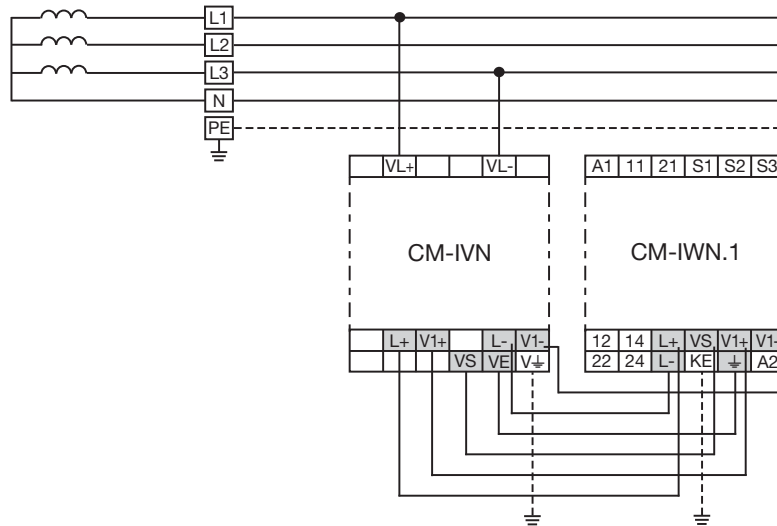 L1
L2
L3
N
PE
VL+ VL-
A1 11 21 S1 S2 S3
CM-IVN
CM-IWN.1
L+ V1+ L- V1-
VS VE V⏚
12 14 L+ VS V1+ V1-
22 24 L- KE ⏚ A2